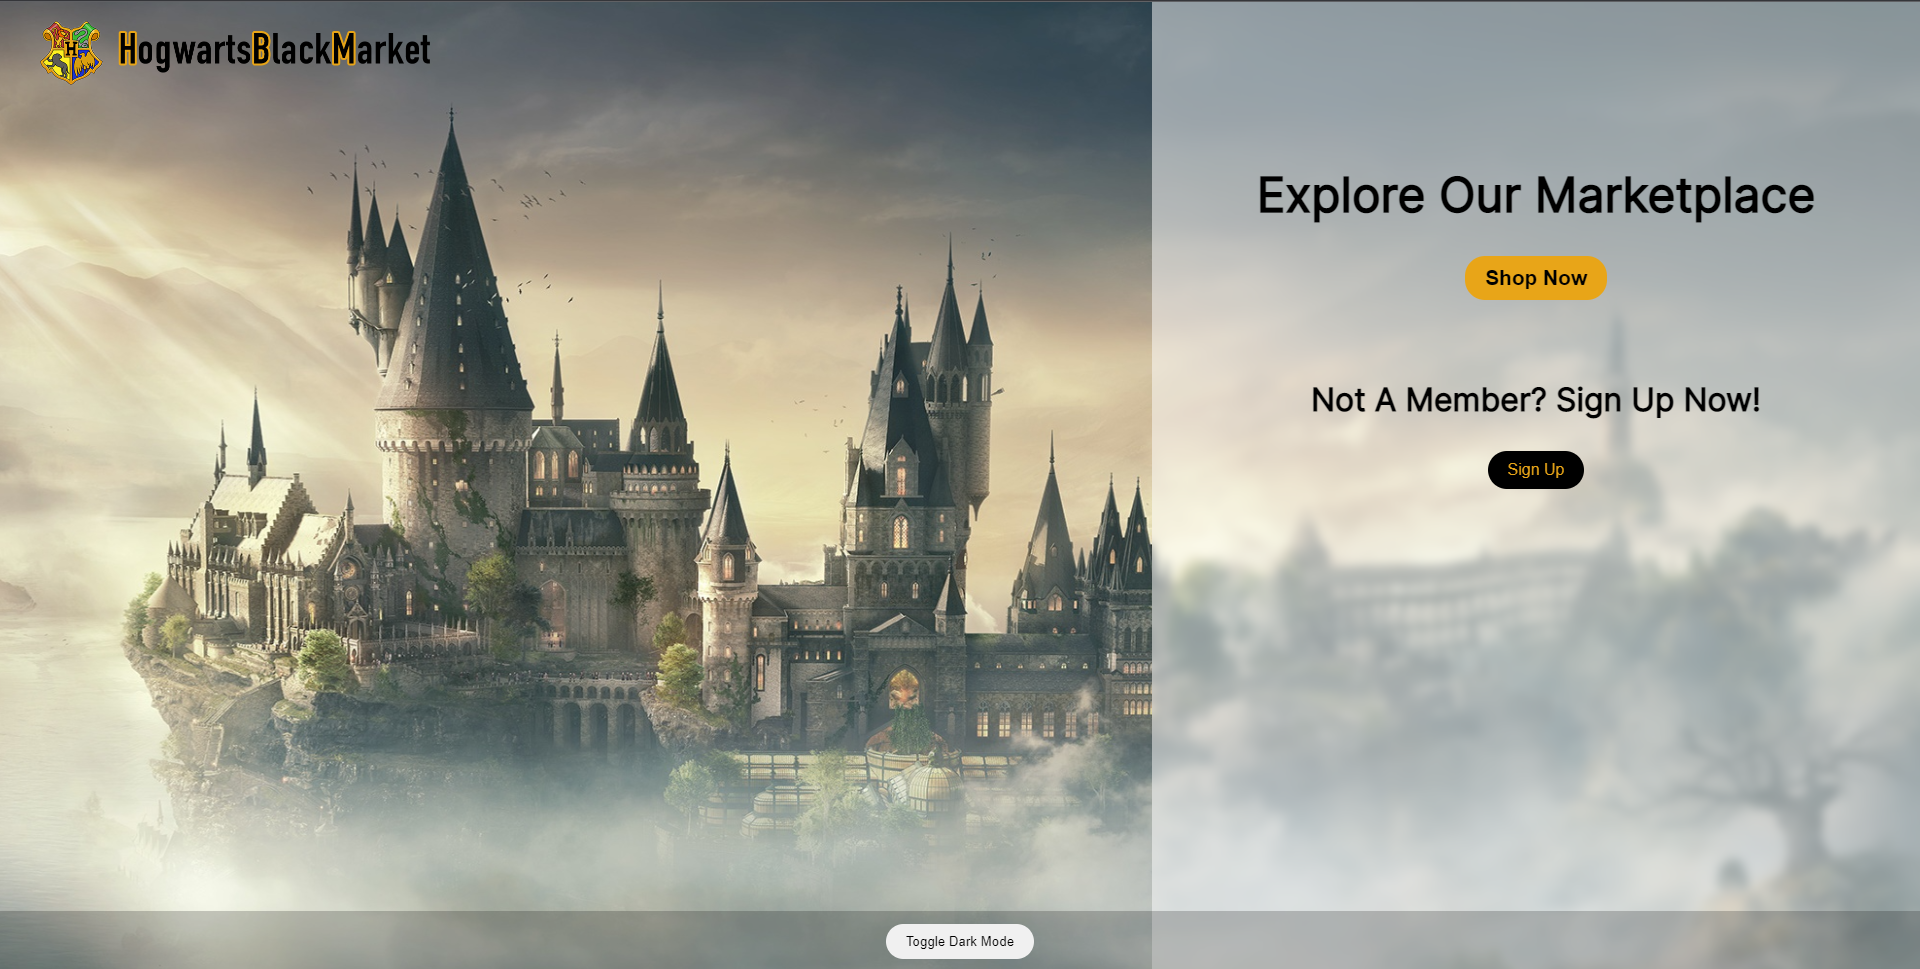 HogwartsBlackMarket
Explore Our Marketplace
Shop Now
Not A Member? Sign Up Now!
Sign Up
Toggle Dark Mode